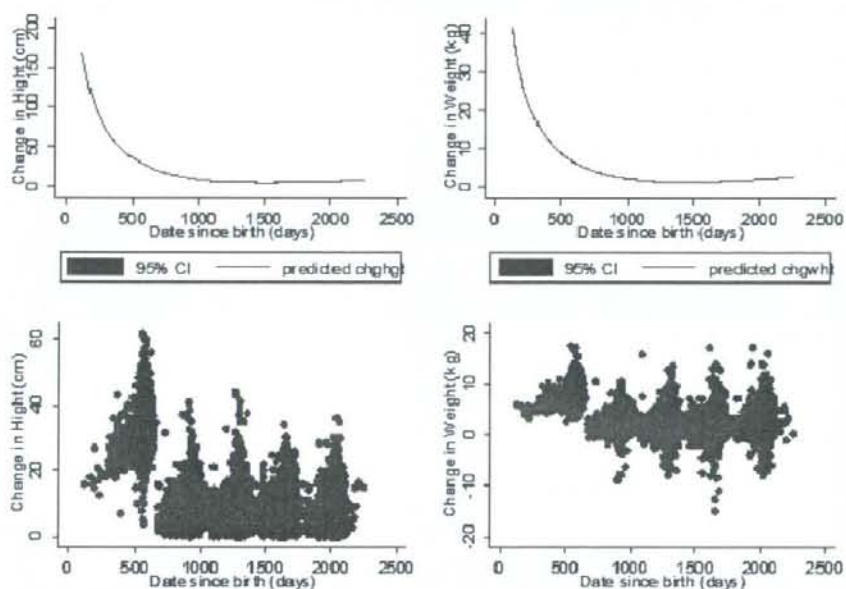 Change in Hight (cm)
0 50 100 150 200
0 500 1000 1500 2000 2500
Date since birth (days)
95% CI predicted chghgt
Change in Weight (kg)
0 10 20 30 40
0 500 1000 1500 2000 2500
Date since birth (days)
95% CI predicted chgwht
Change in Hight (cm)
0 20 40 60
0 500 1000 1500 2000 2500
Date since birth (days)
Change in Weight (kg)
-20 -10 0 10 20
0 500 1000 1500 2000 2500
Date since birth (days)